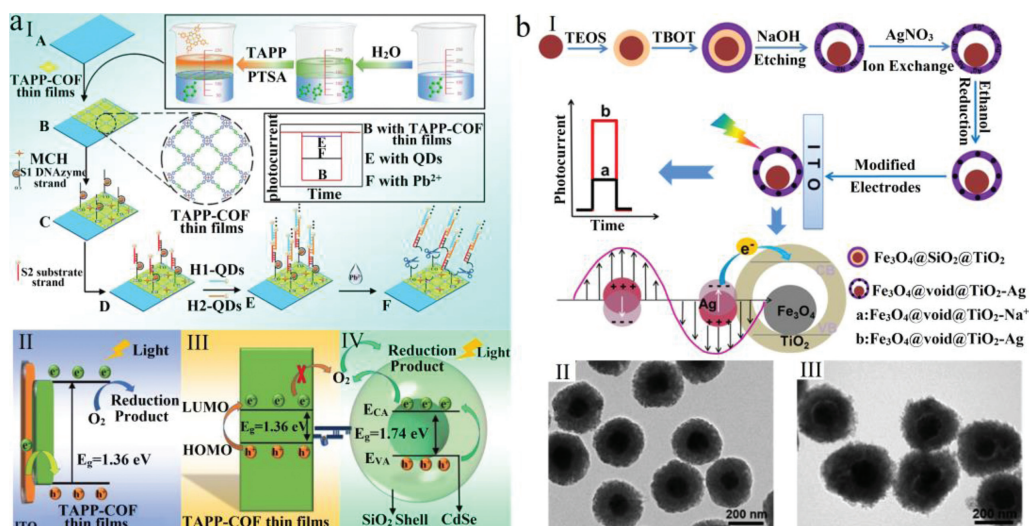 a
I
A
TAPP-COF
thin films
TAPP
PTSA
H₂O
B
MCH
S1 DNAzyme
strand
TAPP-COF
thin films
photocurrent
E
F
B
Time
B with TAPP-COF
thin films
E with QDs
F with Pb²⁺
C
S2 substrate
strand
D
H1-QDs
H2-QDs
E
Pb²⁺
F
II
Light
e⁻ e⁻ e⁻
O₂
Reduction
Product
Eg=1.36 eV
e⁻
h⁺ h⁺ h⁺
TAPP-COF
thin films
ITO
III
X
e⁻ e⁻ e⁻
LUMO
Eg=1.36 eV
HOMO
h⁺ h⁺ h⁺
TAPP-COF thin films
IV
Reduction
Product
Light
O₂
e⁻ e⁻ e⁻
ECA
Eg=1.74 eV
EVA
h⁺ h⁺ h⁺
SiO₂ Shell
CdSe
b
I
TEOS
TBOT
NaOH
Etching
AgNO₃
Ion Exchange
Ethanol
Reduction
Modified
Electrodes
ITO
Photocurrent
b
a
Time
e⁻
+ + +
- - -
- - -
Ag
+ + +
CB
Fe₃O₄
VB
TiO₂
Fe₃O₄@SiO₂@TiO₂
Fe₃O₄@void@TiO₂-Ag
a:Fe₃O₄@void@TiO₂-Na⁺
b:Fe₃O₄@void@TiO₂-Ag
II
200 nm
III
200 nm